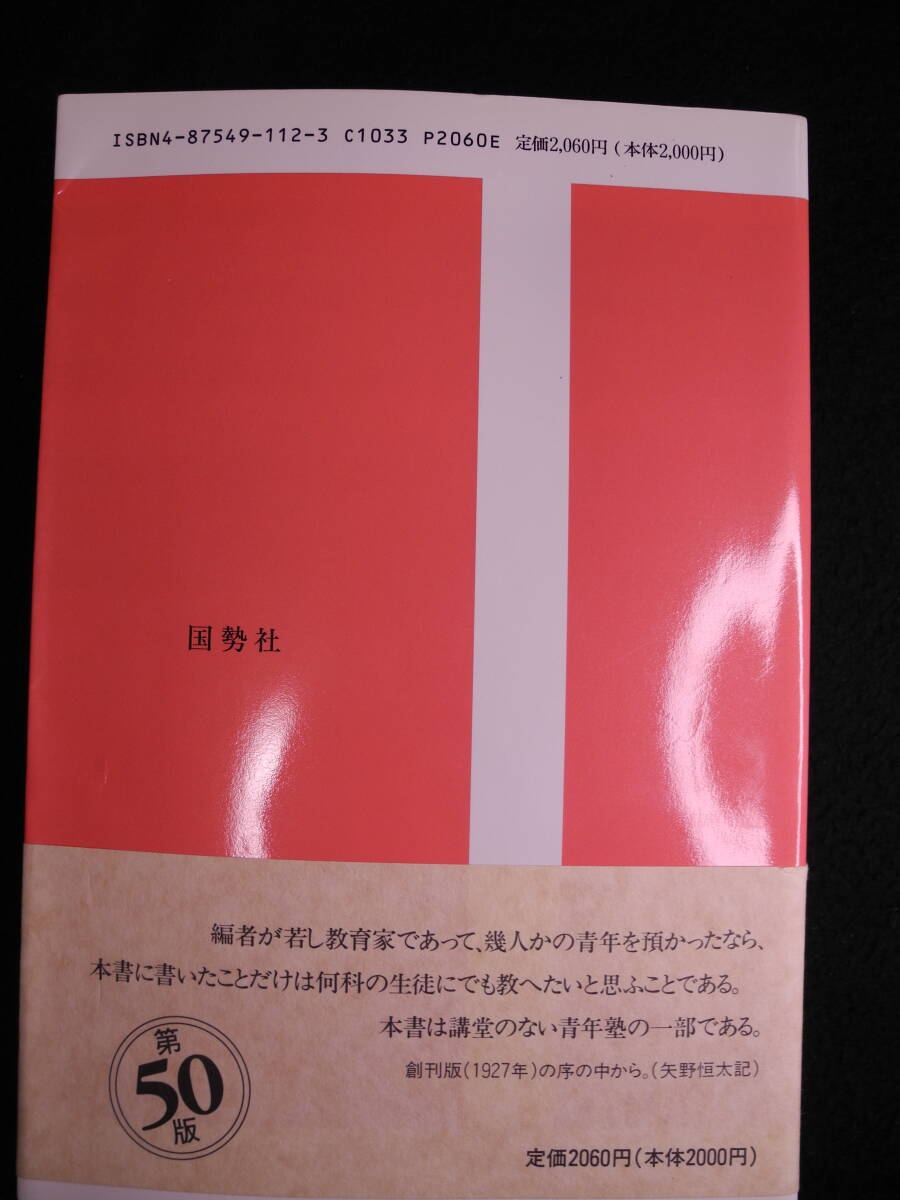 ISBN4-87549-112-3 C1033 P2060E 定価2,060円(本体2,000円)
国勢社
編者が若し教育家であって、幾人かの青年を預かったなら、
本書に書いたことだけは何科の生徒にでも教へたいと思ふことである。
本書は講堂のない青年塾の一部である。
創刊版(1927年)の序の中から。(矢野恒太記)
第
50
版
定価2060円(本体2000円)